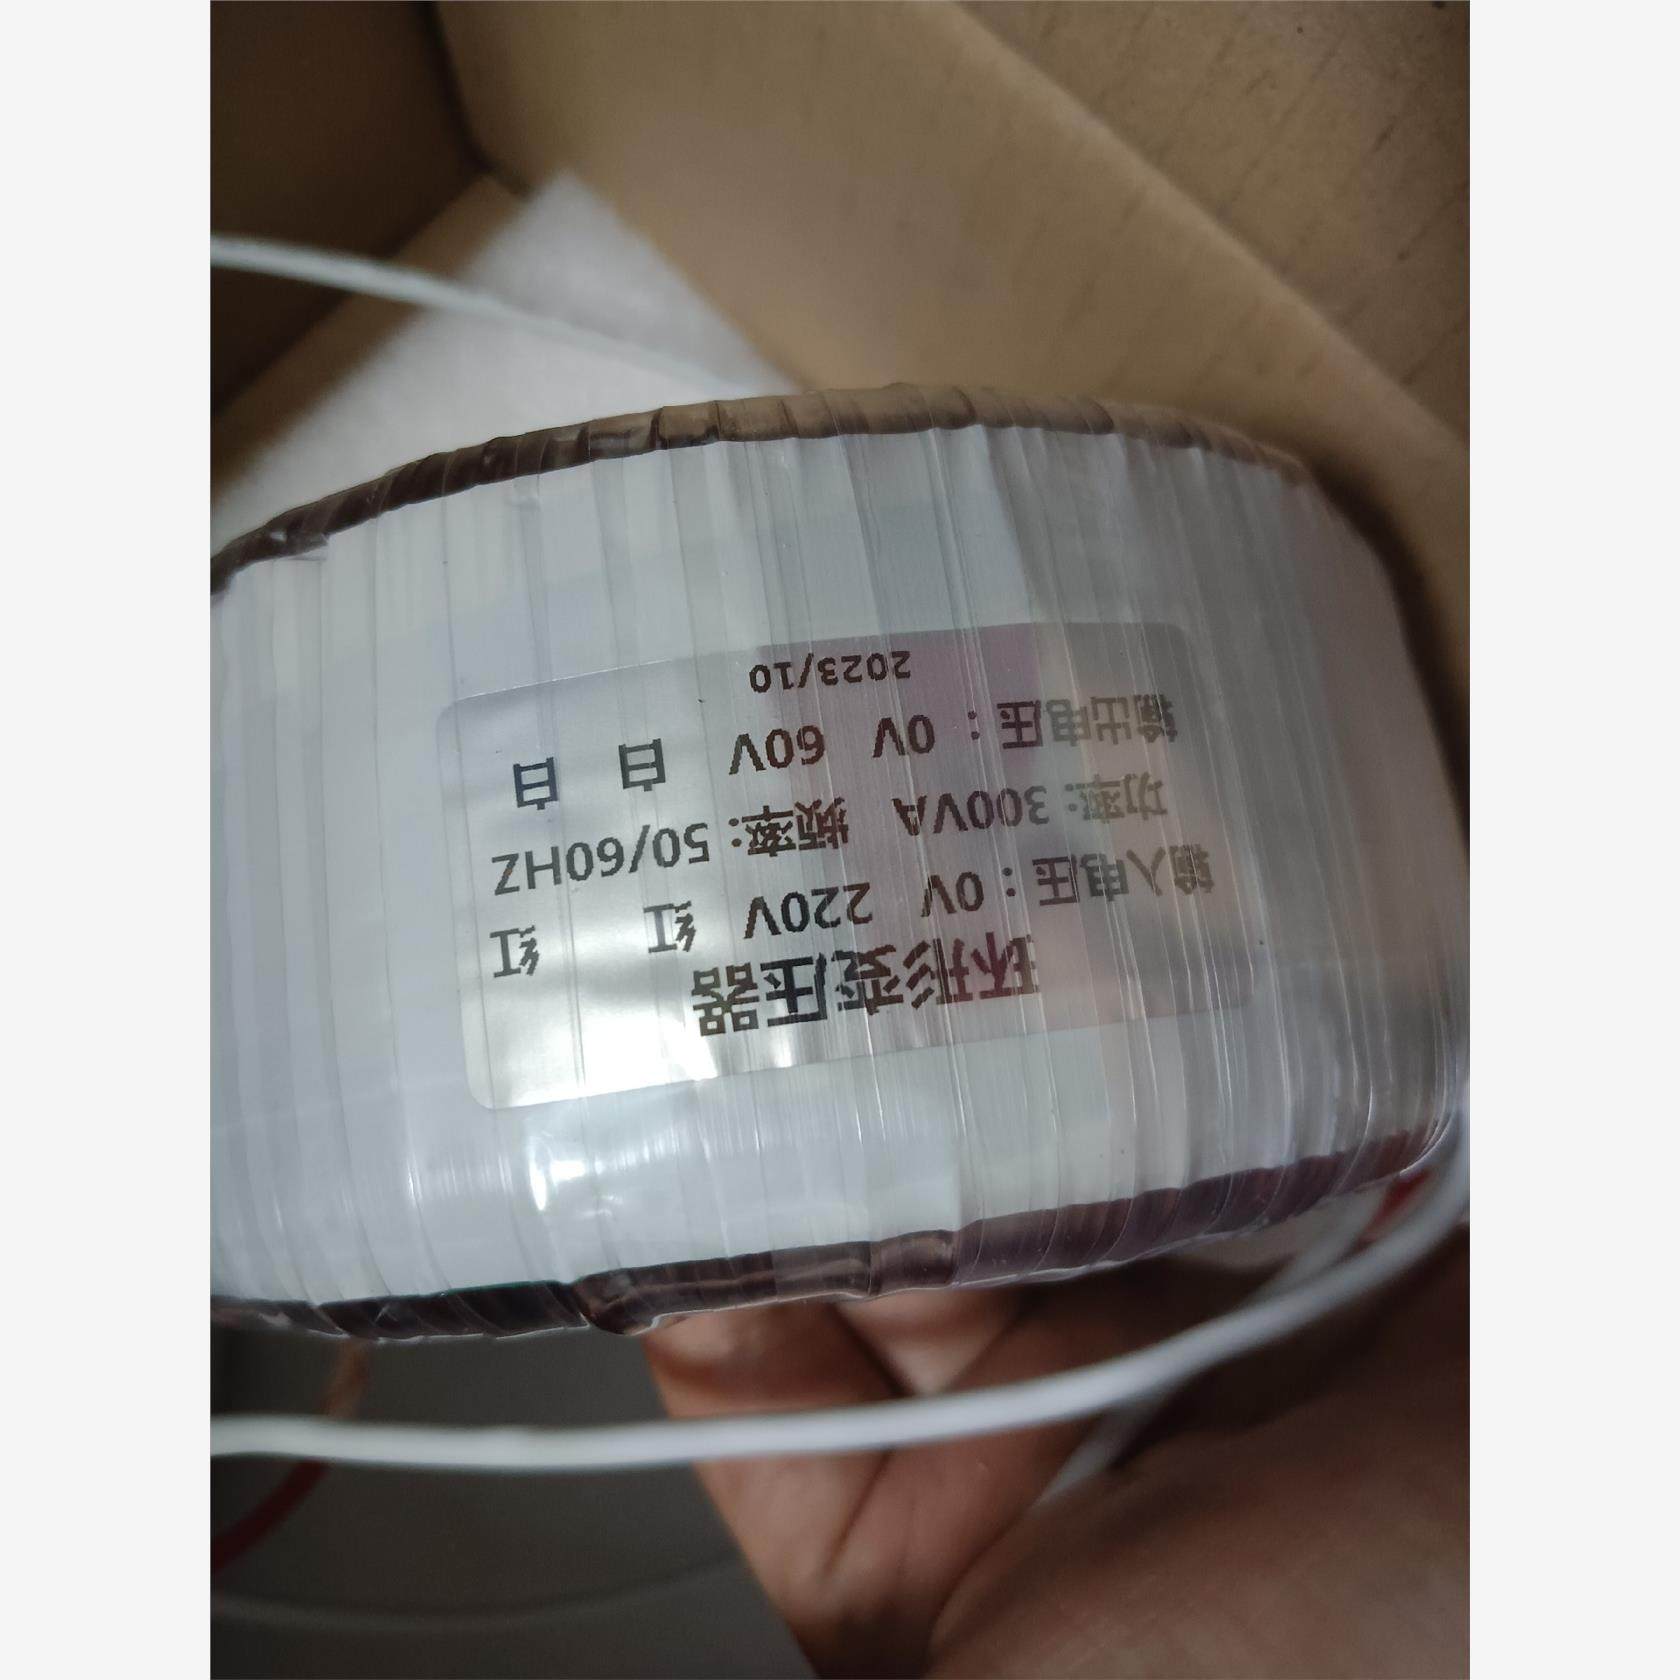 环形变压器
输入电压：0V 220V 红 红
功率:300VA 频率:50/60HZ
输出电压：0V 60V 白 白
2023/10